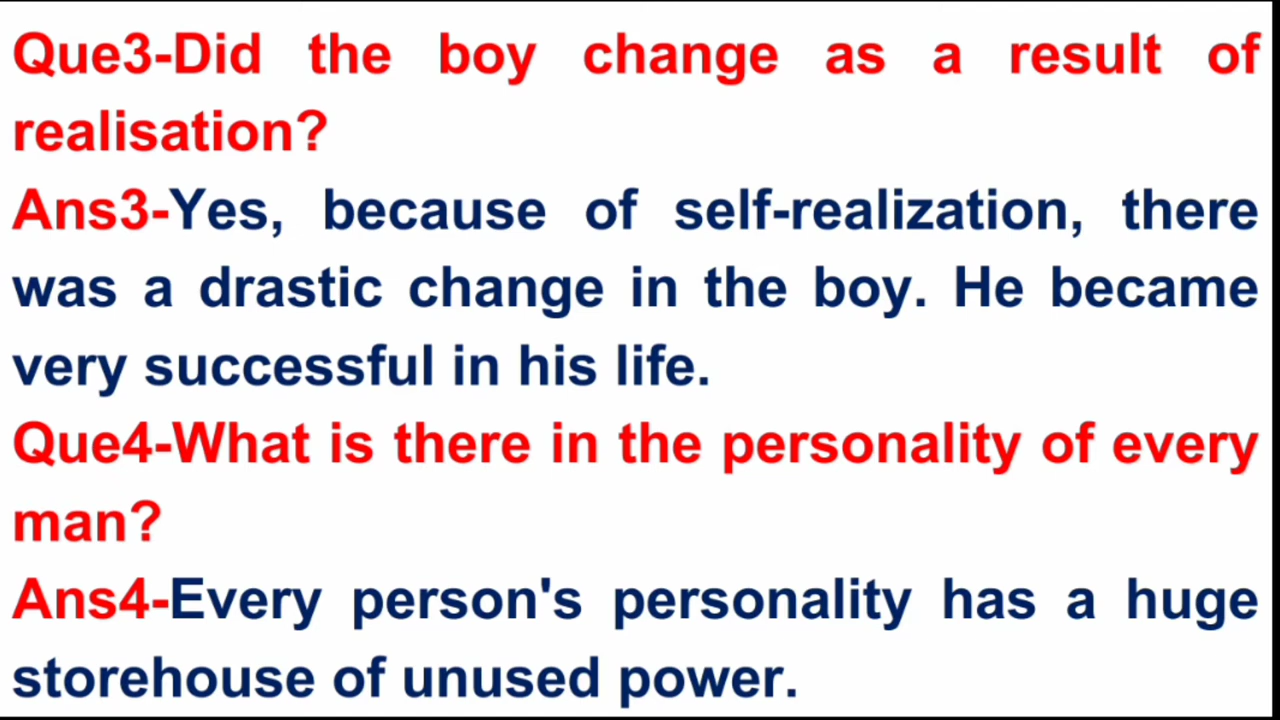 Que3-Did the boy change as a result of
realisation?
Ans3-Yes, because of self-realization, there
was a drastic change in the boy. He became
very successful in his life.
Que4-What is there in the personality of every
man?
Ans4-Every person's personality has a huge
storehouse of unused power.